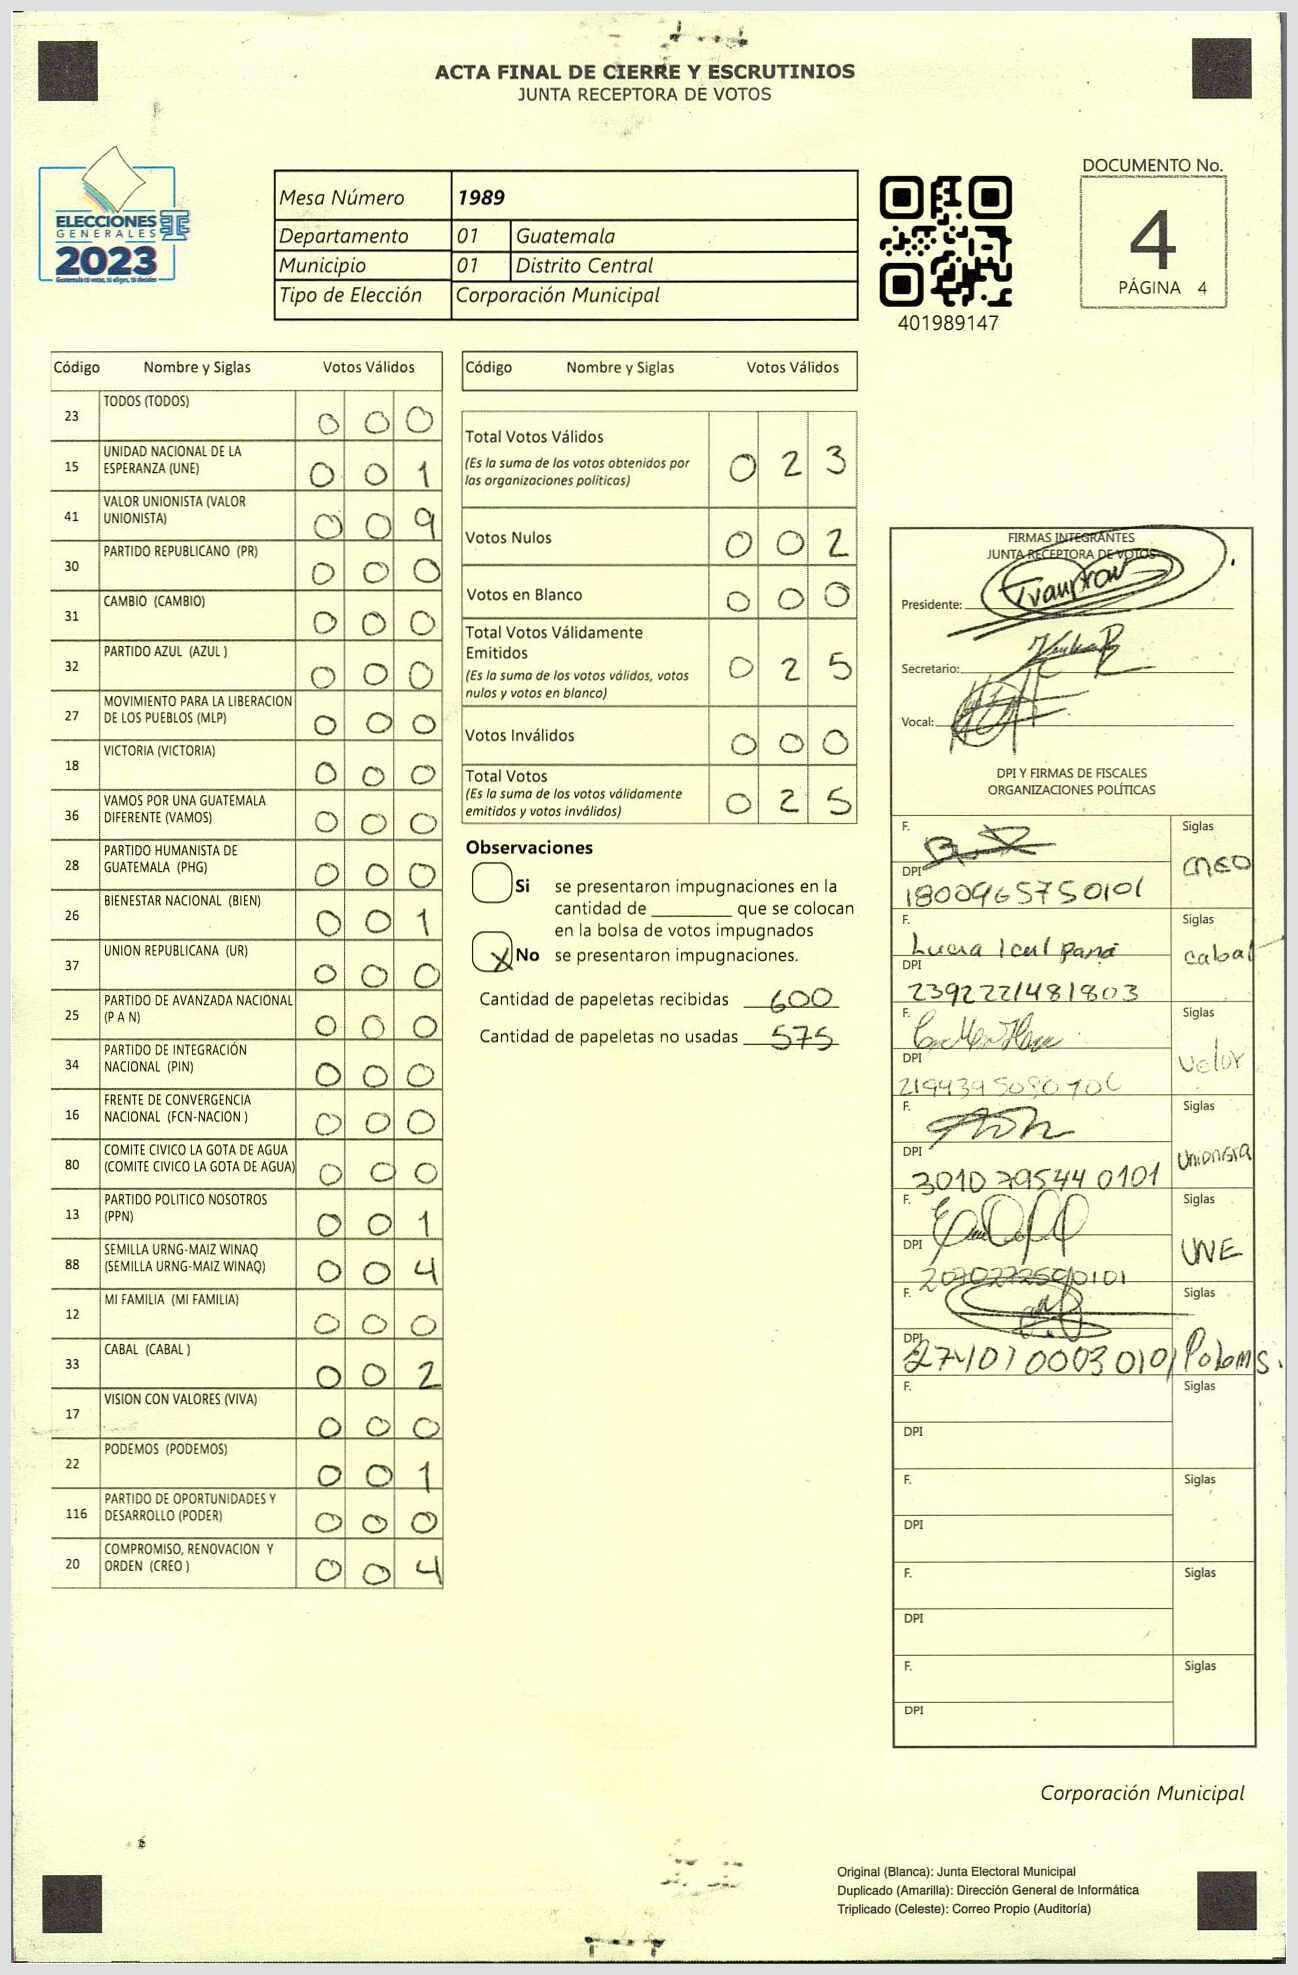 ACTA FINAL DE CIERRE Y ESCRUTINIOS
JUNTA RECEPTORA DE VOTOS
ELECCIONES
GENERALES
2023
Mesa Número 1989
Departamento 01 Guatemala
Municipio 01 Distrito Central
Tipo de Elección Corporación Municipal
401989147
DOCUMENTO No.
4
PÁGINA 4
Código Nombre y Siglas Votos Válidos
23 TODOS (TODOS) 0 0 0
15 UNIDAD NACIONAL DE LA
ESPERANZA (UNE) 0 0 1
41 VALOR UNIONISTA (VALOR
UNIONISTA) 0 0 9
30 PARTIDO REPUBLICANO (PR) 0 0 0
31 CAMBIO (CAMBIO) 0 0 0
32 PARTIDO AZUL (AZUL ) 0 0 0
27 MOVIMIENTO PARA LA LIBERACION
DE LOS PUEBLOS (MLP) 0 0 0
18 VICTORIA (VICTORIA) 0 0 0
36 VAMOS POR UNA GUATEMALA
DIFERENTE (VAMOS) 0 0 0
28 PARTIDO HUMANISTA DE
GUATEMALA (PHG) 0 0 0
26 BIENESTAR NACIONAL (BIEN) 0 0 1
37 UNION REPUBLICANA (UR) 0 0 0
25 PARTIDO DE AVANZADA NACIONAL
(P A N) 0 0 0
34 PARTIDO DE INTEGRACIÓN
NACIONAL (PIN) 0 0 0
16 FRENTE DE CONVERGENCIA
NACIONAL (FCN-NACION ) 0 0 0
80 COMITE CIVICO LA GOTA DE AGUA
(COMITE CIVICO LA GOTA DE AGUA) 0 0 0
13 PARTIDO POLITICO NOSOTROS
(PPN) 0 0 1
88 SEMILLA URNG-MAIZ WINAQ
(SEMILLA URNG-MAIZ WINAQ) 0 0 4
12 MI FAMILIA (MI FAMILIA) 0 0 0
33 CABAL (CABAL ) 0 0 2
17 VISION CON VALORES (VIVA) 0 0 0
22 PODEMOS (PODEMOS) 0 0 1
116 PARTIDO DE OPORTUNIDADES Y
DESARROLLO (PODER) 0 0 0
20 COMPROMISO, RENOVACION Y
ORDEN (CREO ) 0 0 4
Código Nombre y Siglas Votos Válidos
Total Votos Válidos 0 2 3
(Es la suma de los votos obtenidos por
las organizaciones políticas)
Votos Nulos 0 0 2
Votos en Blanco 0 0 0
Total Votos Válidamente
Emitidos 0 2 5
(Es la suma de los votos válidos, votos
nulos y votos en blanco)
Votos Inválidos 0 0 0
Total Votos 0 2 5
(Es la suma de los votos válidamente
emitidos y votos inválidos)
Observaciones
Si se presentaron impugnaciones en la
cantidad de ________ que se colocan
en la bolsa de votos impugnados
X No se presentaron impugnaciones.
Cantidad de papeletas recibidas 600
Cantidad de papeletas no usadas 575
FIRMAS INTEGRANTES
JUNTA RECEPTORA DE VOTOS
Presidente:
Secretario:
Vocal:
DPI Y FIRMAS DE FISCALES
ORGANIZACIONES POLÍTICAS
F. Siglas
DPI
1800965750101
F. Siglas
Lucia Ical Paná cabal
DPI
2392221481803
F. Siglas
DPI valor
F. Siglas
DPI Unionista
3010795440101
F. Siglas
DPI UNE
F. Siglas
DPI
F. Siglas
DPI
F. Siglas
DPI
F. Siglas
DPI
F. Siglas
DPI
Corporación Municipal
Original (Blanca): Junta Electoral Municipal
Duplicado (Amarilla): Dirección General de Informática
Triplicado (Celeste): Correo Propio (Auditoría)